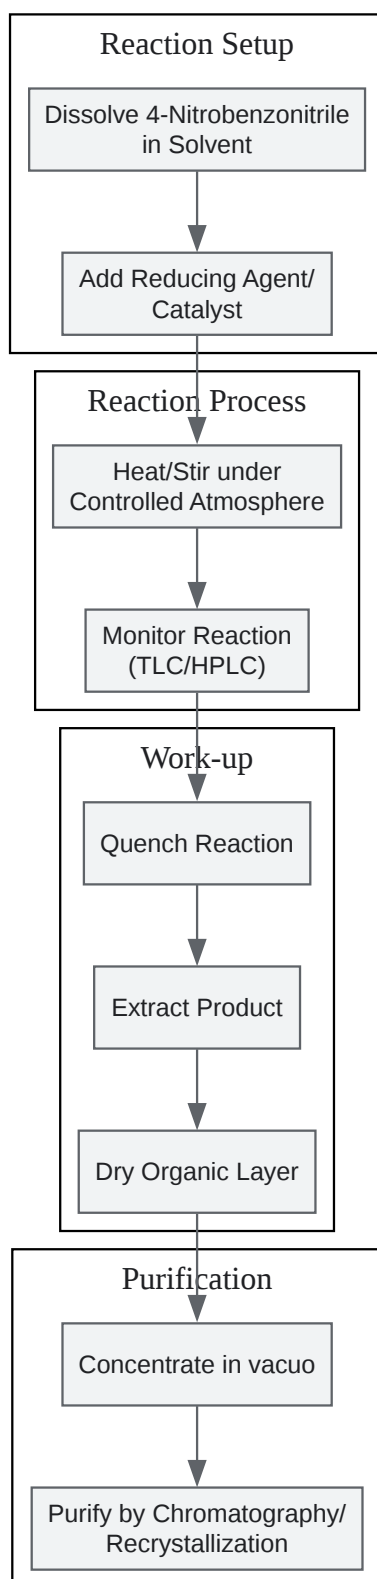 Reaction Setup
Dissolve 4-Nitrobenzonitrile
in Solvent
Add Reducing Agent/
Catalyst
Reaction Process
Heat/Stir under
Controlled Atmosphere
Monitor Reaction
(TLC/HPLC)
Work-up
Quench Reaction
Extract Product
Dry Organic Layer
Purification
Concentrate in vacuo
Purify by Chromatography/
Recrystallization